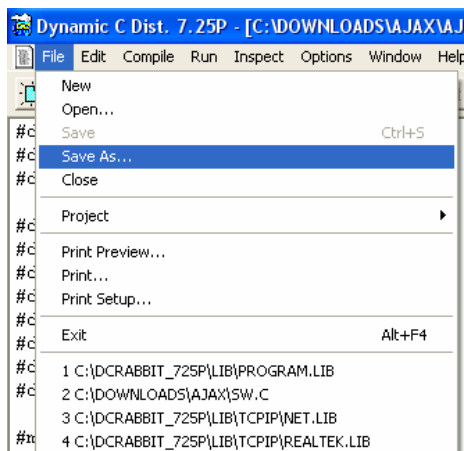 Dynamic C Dist. 7.25P - [C:\DOWNLOADS\AJAX\AJ
File Edit Compile Run Inspect Options Window Help
New
Open...
#d
Save Ctrl+S
#d
Save As...
#d
Close
Project
#d
#d
Print Preview...
#d
Print...
#d
Print Setup...
#d
Exit Alt+F4
#d
#d
1 C:\DCRABBIT_725P\LIB\PROGRAM.LIB
#d
2 C:\DOWNLOADS\AJAX\SW.C
3 C:\DCRABBIT_725P\LIB\TCPIP\NET.LIB
#m
4 C:\DCRABBIT_725P\LIB\TCPIP\REALTEK.LIB